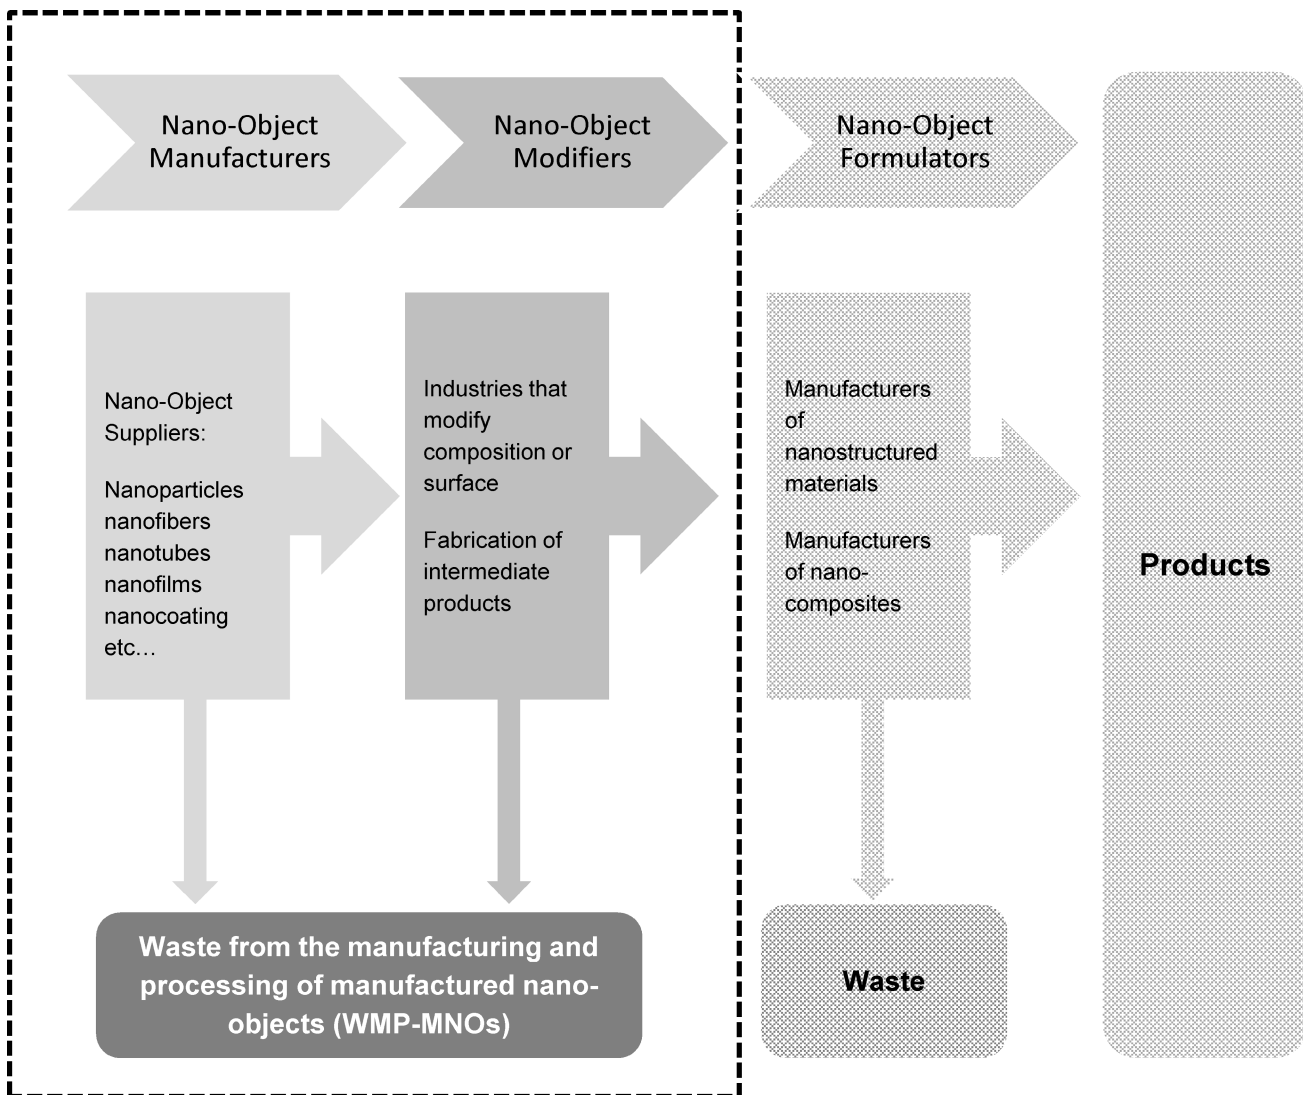 Nano-Object
Manufacturers
Nano-Object
Modifiers
Nano-Object
Formulators
Nano-Object
Suppliers:
Nanoparticles
nanofibers
nanotubes
nanofilms
nanocoating
etc…
Industries that
modify
composition or
surface
Fabrication of
intermediate
products
Manufacturers
of
nanostructured
materials
Manufacturers
of nano-
composites
Products
Waste from the manufacturing and
processing of manufactured nano-
objects (WMP-MNOs)
Waste